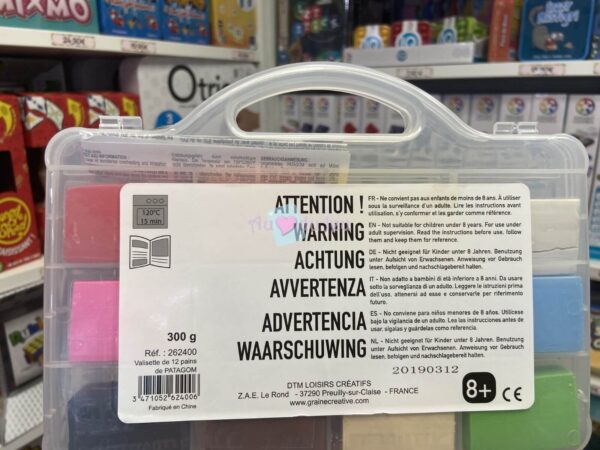 MIXMO
24,90€
21,90€
Otrio
GEBRAUCHSANWEISUNG
120°C
15 min
ATTENTION !
WARNING
ACHTUNG
AVVERTENZA
ADVERTENCIA
WAARSCHUWING
FR - Ne convient pas aux enfants de moins de 8 ans. À utiliser
sous la surveillance d'un adulte. Lire les instructions avant
utilisation, s'y conformer et les garder comme référence.
EN - Not suitable for children under 8 years. For use under
adult supervision. Read the instructions before use, follow
them and keep them for reference.
DE - Nicht geeignet für Kinder unter 8 Jahren. Benutzung
unter Aufsicht von Erwachsenen. Anweisung vor Gebrauch
lesen, befolgen und nachschlagebereit halten.
IT - Non adatto a bambini di età inferiore a 8 anni. Da usare
sotto la sorveglianza di un adulto. Leggere le istruzioni prima
dell'uso, attenersi ad esse e conservarle per riferimento
futuro.
ES - No conviene para niños menores de 8 años. Utilícese
bajo la vigilancia de un adulto. Lea las instrucciones antes de
usar, sígalas y guárdelas como referencia.
NL - Nicht geeignet für Kinder unter 8 Jahren. Benutzung
unter Aufsicht von Erwachsenen. Anweisung vor Gebrauch
lesen, befolgen und nachschlagebereit halten.
300 g
Réf. : 262400
Valisette de 12 pains
de PATAGOM
3 471052 624006
Fabriqué en Chine
20190312
DTM LOISIRS CRÉATIFS
Z.A.E. Le Rond - 37290 Preuilly-sur-Claise - FRANCE
www.grainecreative.com
8+ CE